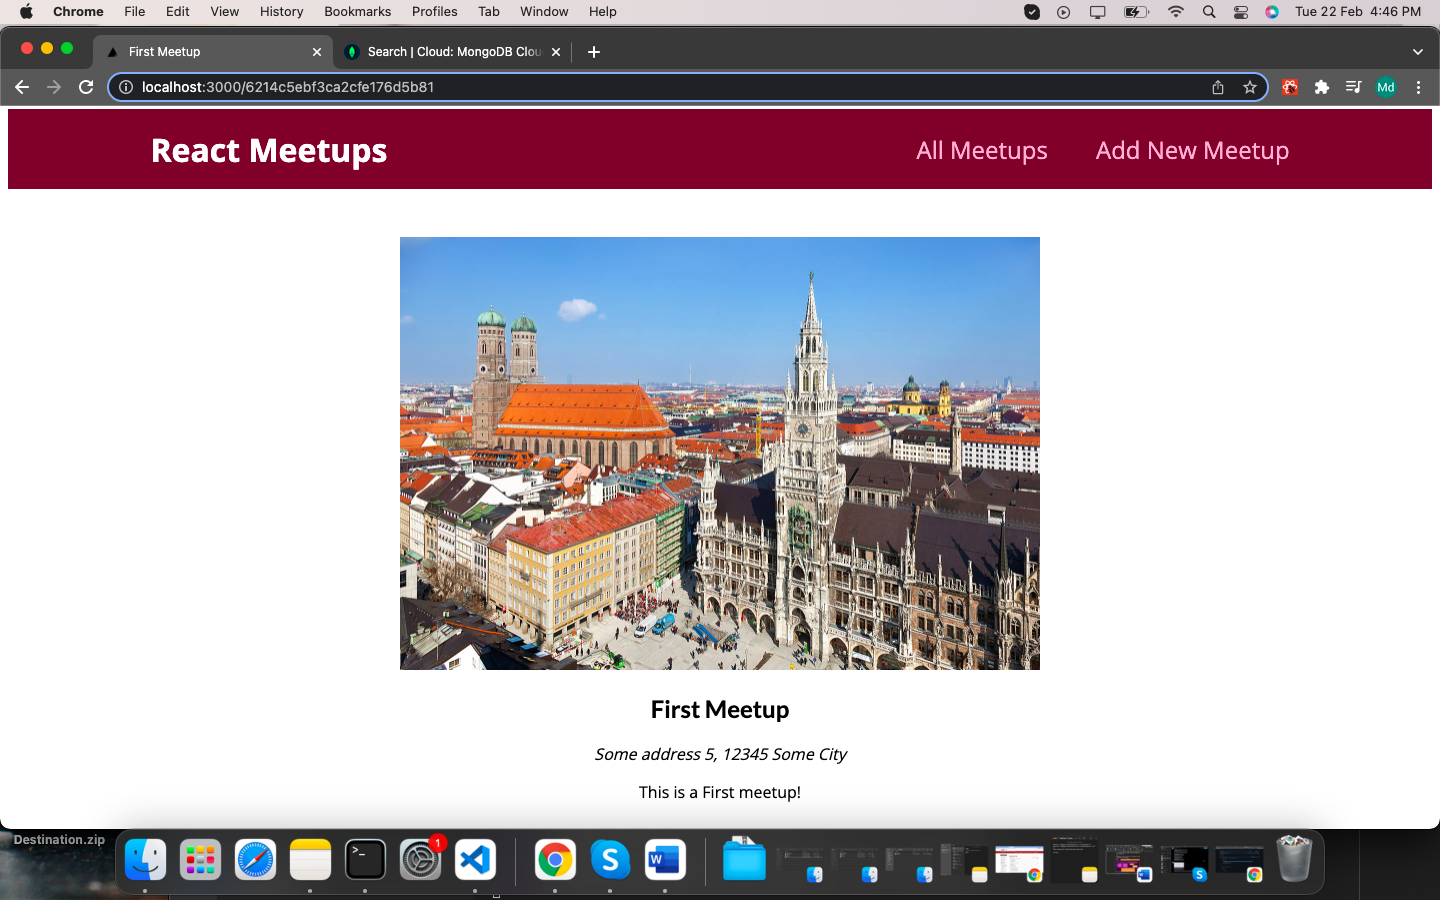 Chrome File Edit View History Bookmarks Profiles Tab Window Help Tue 22 Feb 4:46 PM
First Meetup Search | Cloud: MongoDB Clou
localhost:3000/6214c5ebf3ca2cfe176d5b81 Md
React Meetups All Meetups Add New Meetup
First Meetup
Some address 5, 12345 Some City
This is a First meetup!
Destination.zip
1
>_
S
W
W
S